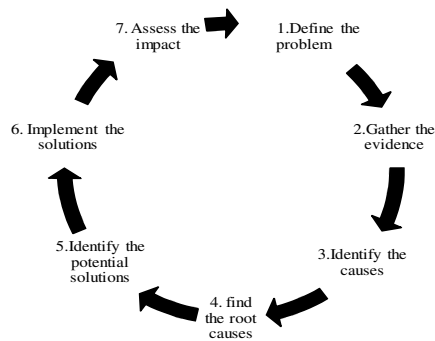 7. Assess the
impact
1.Define the
problem
2.Gather the
evidence
3.Identify the
causes
4. find
the root
causes
5.Identify the
potential
solutions
6. Implement the
solutions